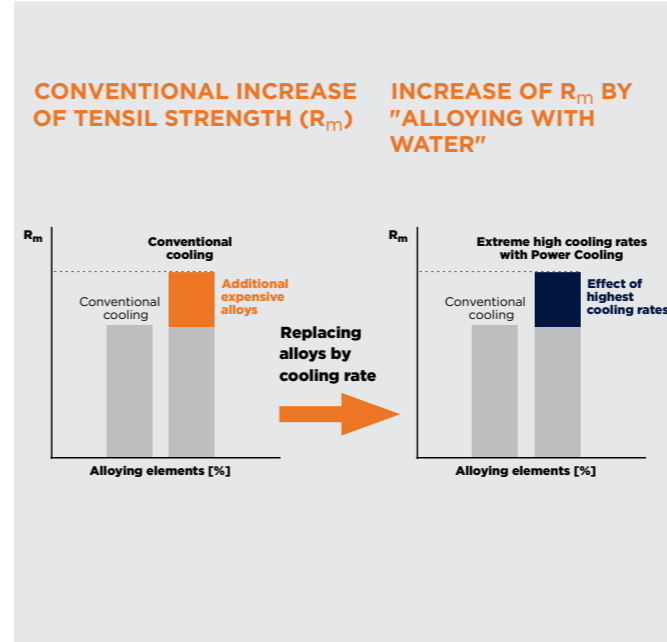 CONVENTIONAL INCREASE
OF TENSIL STRENGTH (Rm)
INCREASE OF Rm BY
"ALLOYING WITH
WATER"
Rm
Conventional
cooling
Conventional
cooling
Additional
expensive
alloys
Alloying elements [%]
Replacing
alloys by
cooling rate
Rm
Extreme high cooling rates
with Power Cooling
Conventional
cooling
Effect of
highest
cooling rates
Alloying elements [%]